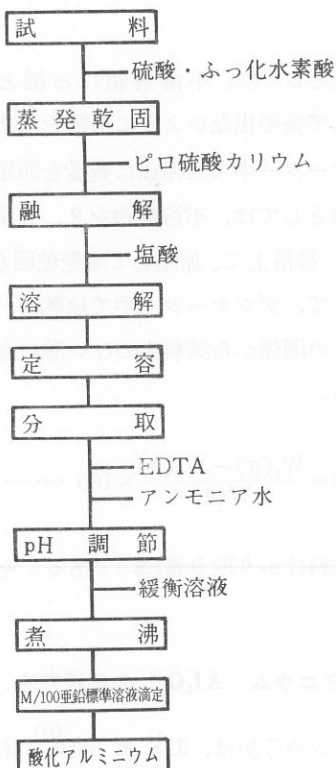 試料
硫酸・ふっ化水素酸
蒸発乾固
ピロ硫酸カリウム
融解
塩酸
溶解
定容
分取
EDTA
アンモニア水
pH調節
緩衡溶液
煮沸
M/100亜鉛標準溶液滴定
酸化アルミニウム